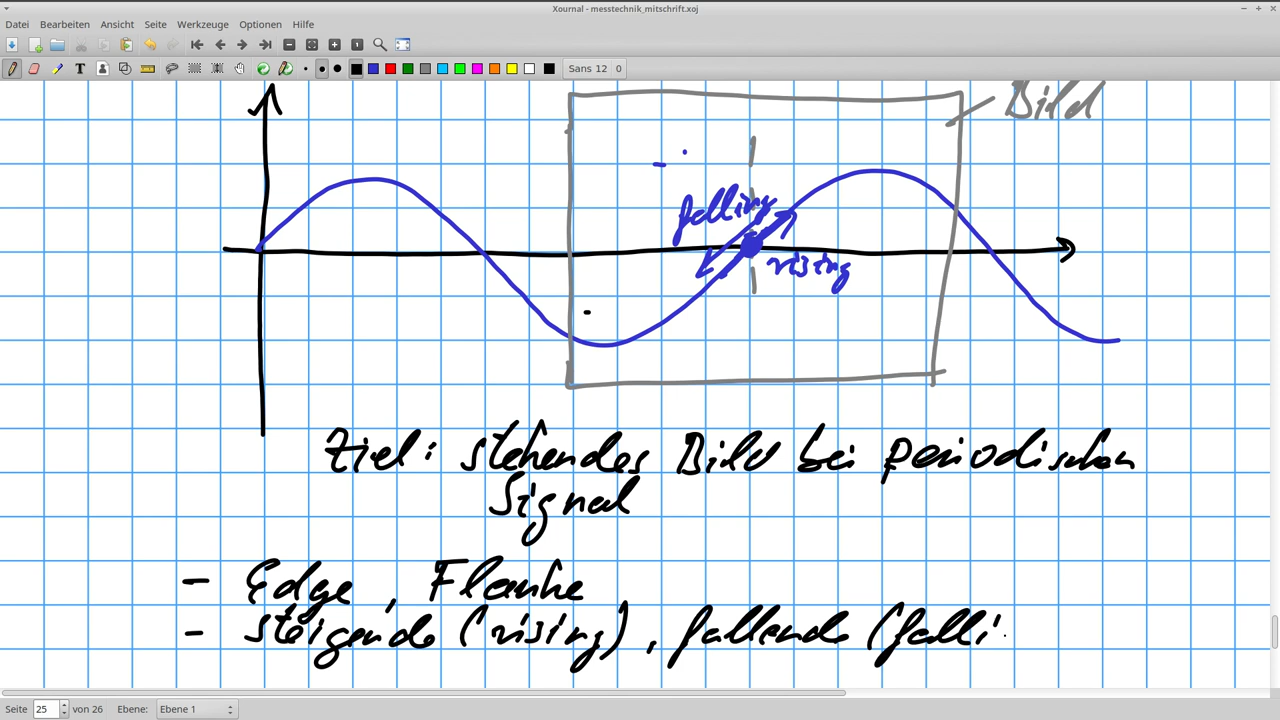 Xournal - messtechnik_mitschrift.xoj
Datei Bearbeiten Ansicht Seite Werkzeuge Optionen Hilfe
Sans 12 0
Bild
falling
rising
Ziel: stehendes Bild bei periodischen
Signal
- Edge, Flanke
- steigende (rising), fallende (falli
Seite 25 von 26 Ebene: Ebene 1